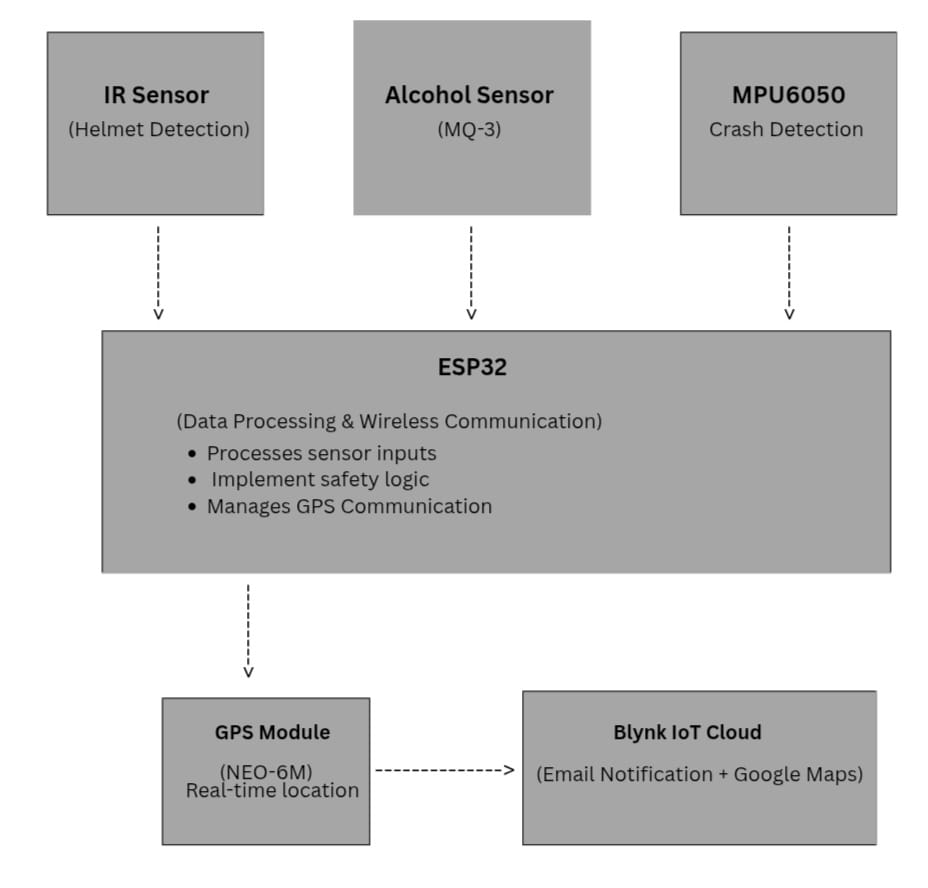 IR Sensor
(Helmet Detection)
Alcohol Sensor
(MQ-3)
MPU6050
Crash Detection
ESP32
(Data Processing & Wireless Communication)
• Processes sensor inputs
• Implement safety logic
• Manages GPS Communication
GPS Module
(NEO-6M)
Real-time location
Blynk IoT Cloud
(Email Notification + Google Maps)